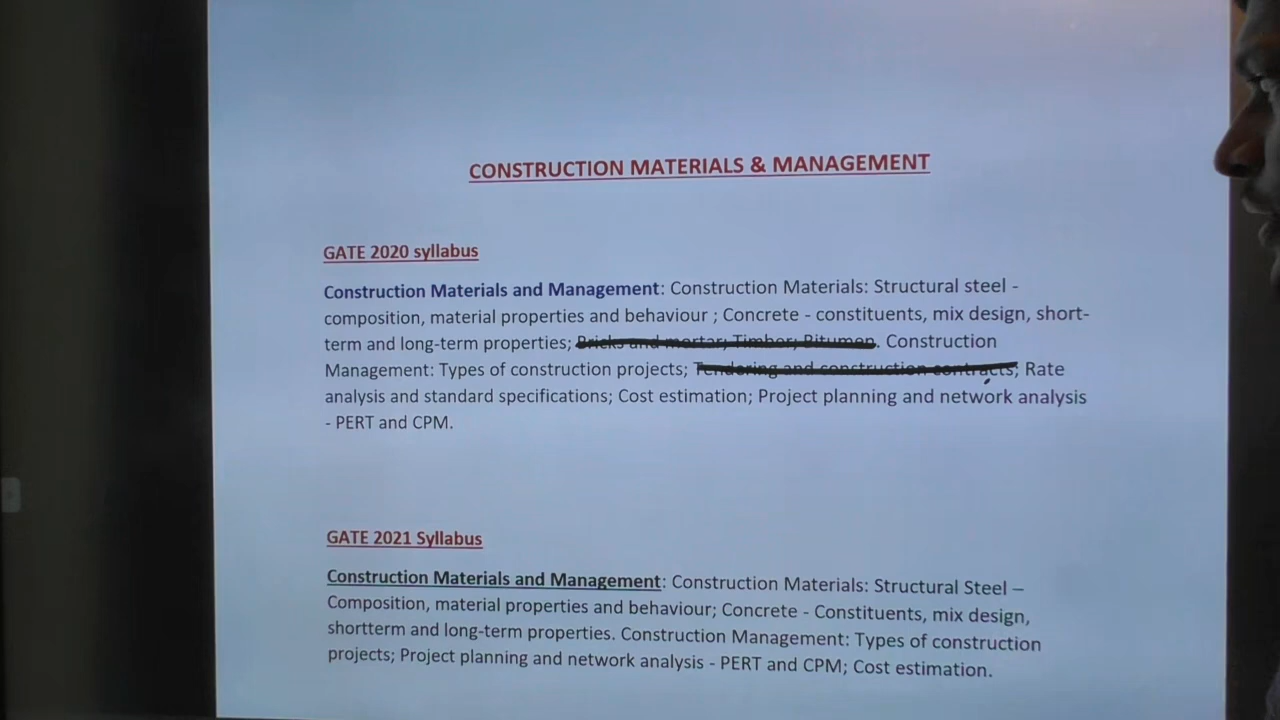 CONSTRUCTION MATERIALS & MANAGEMENT
GATE 2020 syllabus
Construction Materials and Management: Construction Materials: Structural steel -
composition, material properties and behaviour ; Concrete - constituents, mix design, short-
term and long-term properties; Bricks and mortar; Timber; Bitumen. Construction
Management: Types of construction projects; Tendering and construction contracts; Rate
analysis and standard specifications; Cost estimation; Project planning and network analysis
- PERT and CPM.
GATE 2021 Syllabus
Construction Materials and Management: Construction Materials: Structural Steel –
Composition, material properties and behaviour; Concrete - Constituents, mix design,
shortterm and long-term properties. Construction Management: Types of construction
projects; Project planning and network analysis - PERT and CPM; Cost estimation.